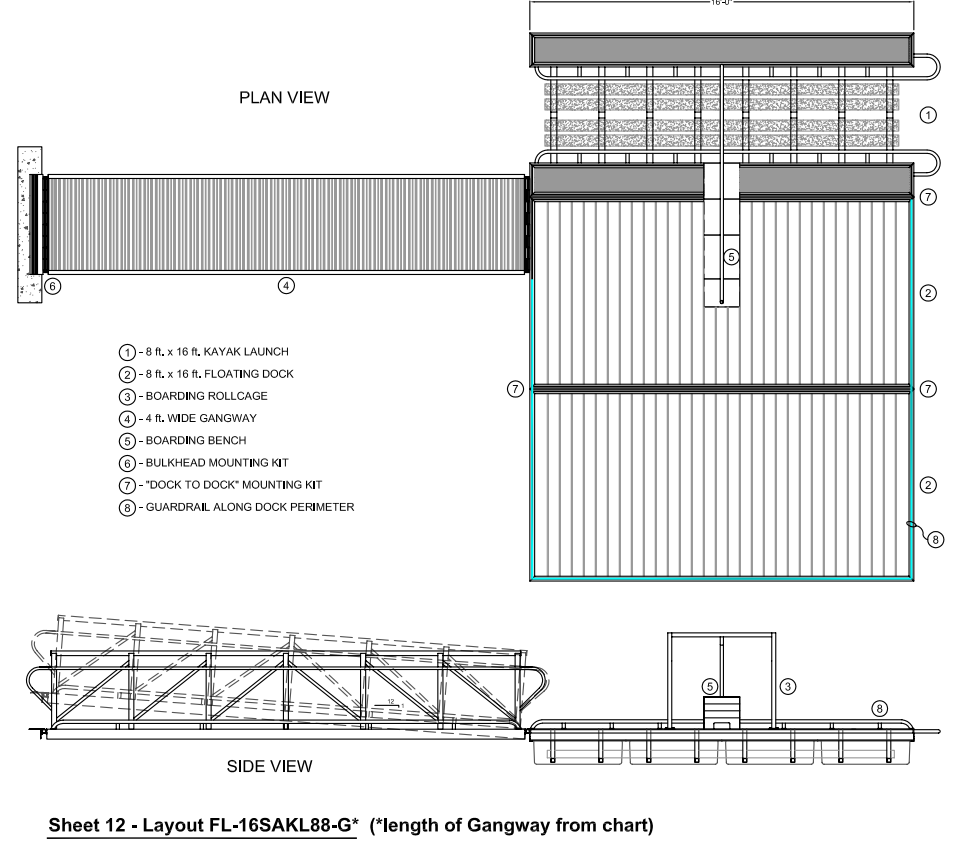 16'-0"
PLAN VIEW
1
7
5
2
6
4
1 - 8 ft. x 16 ft. KAYAK LAUNCH
2 - 8 ft. x 16 ft. FLOATING DOCK
3 - BOARDING ROLLCAGE
4 - 4 ft. WIDE GANGWAY
5 - BOARDING BENCH
6 - BULKHEAD MOUNTING KIT
7 - "DOCK TO DOCK" MOUNTING KIT
8 - GUARDRAIL ALONG DOCK PERIMETER
7
7
2
8
12
1
5
3
8
SIDE VIEW
Sheet 12 - Layout FL-16SAKL88-G* (*length of Gangway from chart)